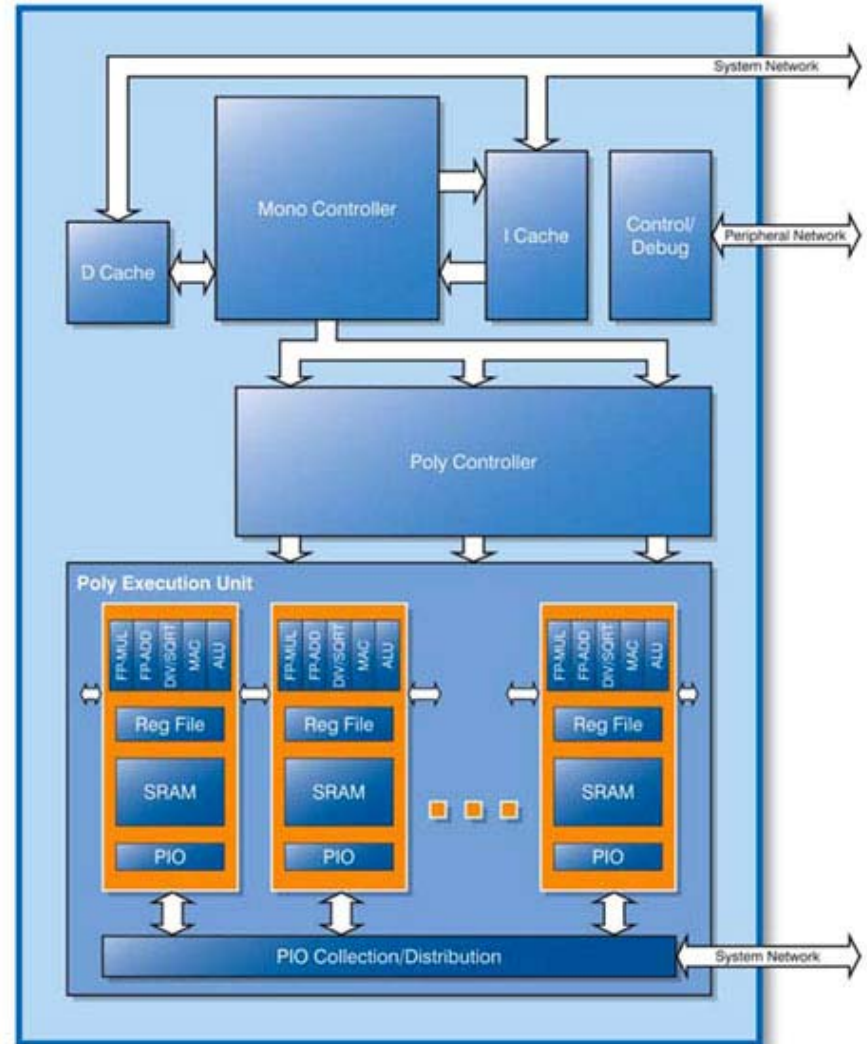 System Network
Mono Controller
I Cache
Control/
Debug
Peripheral Network
D Cache
Poly Controller
Poly Execution Unit
FP-MUL
FP-ADD
DIV/SQRT
MAC
ALU
FP-MUL
FP-ADD
DIV/SQRT
MAC
ALU
FP-MUL
FP-ADD
DIV/SQRT
MAC
ALU
Reg File
Reg File
Reg File
SRAM
SRAM
SRAM
PIO
PIO
PIO
PIO Collection/Distribution
System Network